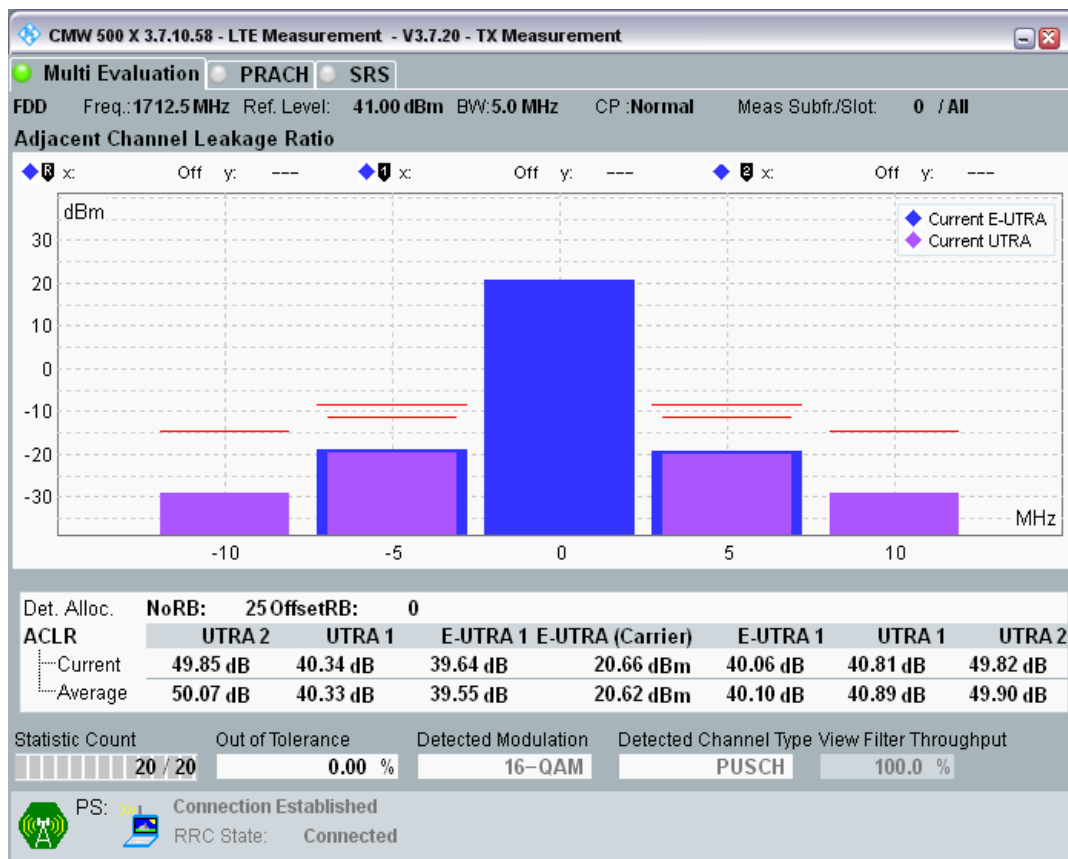 CMW 500 X 3.7.10.58 - LTE Measurement - V3.7.20 - TX Measurement
Multi Evaluation PRACH SRS
FDD Freq.:1712.5 MHz Ref. Level: 41.00 dBm BW:5.0 MHz CP :Normal Meas Subfr./Slot: 0 / All
Adjacent Channel Leakage Ratio
R x: Off y: --- 1 x: Off y: --- 2 x: Off y: ---
dBm
Current E-UTRA
Current UTRA
30
20
10
0
-10
-20
-30
MHz
-10 -5 0 5 10
Det. Alloc. NoRB: 25 OffsetRB: 0
ACLR UTRA 2 UTRA 1 E-UTRA 1 E-UTRA (Carrier) E-UTRA 1 UTRA 1 UTRA 2
Current 49.85 dB 40.34 dB 39.64 dB 20.66 dBm 40.06 dB 40.81 dB 49.82 dB
Average 50.07 dB 40.33 dB 39.55 dB 20.62 dBm 40.10 dB 40.89 dB 49.90 dB
Statistic Count Out of Tolerance Detected Modulation Detected Channel Type View Filter Throughput
20 / 20 0.00 % 16-QAM PUSCH 100.0 %
PS: Connection Established
RRC State: Connected